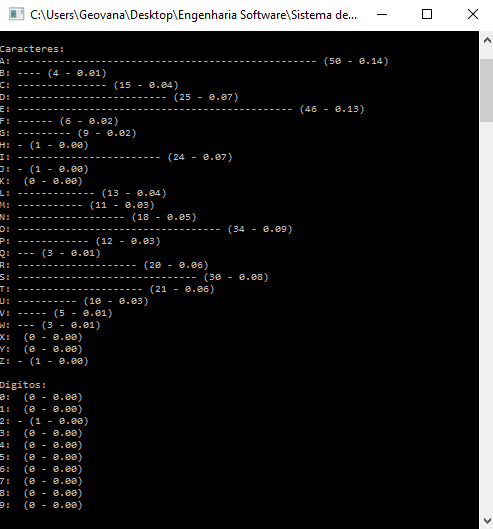 C:\Users\Geovana\Desktop\Engenharia Software\Sistema de...
Caracteres:
A: -------------------------------------------------- (50 - 0.14)
B: ---- (4 - 0.01)
C: --------------- (15 - 0.04)
D: ------------------------- (25 - 0.07)
E: ---------------------------------------------- (46 - 0.13)
F: ------ (6 - 0.02)
G: --------- (9 - 0.02)
H: - (1 - 0.00)
I: ------------------------ (24 - 0.07)
J: - (1 - 0.00)
K:  (0 - 0.00)
L: ------------- (13 - 0.04)
M: ----------- (11 - 0.03)
N: ------------------ (18 - 0.05)
O: ---------------------------------- (34 - 0.09)
P: ------------ (12 - 0.03)
Q: --- (3 - 0.01)
R: -------------------- (20 - 0.06)
S: ------------------------------ (30 - 0.08)
T: --------------------- (21 - 0.06)
U: ---------- (10 - 0.03)
V: ----- (5 - 0.01)
W: --- (3 - 0.01)
X:  (0 - 0.00)
Y:  (0 - 0.00)
Z: - (1 - 0.00)
Digitos:
0:  (0 - 0.00)
1:  (0 - 0.00)
2: - (1 - 0.00)
3:  (0 - 0.00)
4:  (0 - 0.00)
5:  (0 - 0.00)
6:  (0 - 0.00)
7:  (0 - 0.00)
8:  (0 - 0.00)
9:  (0 - 0.00)